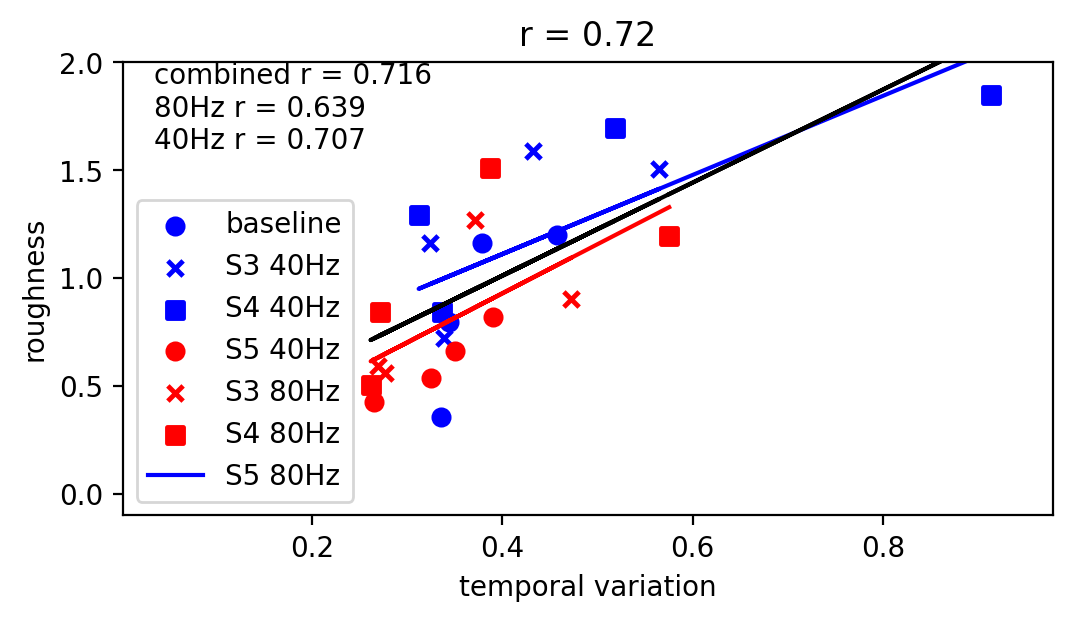 r = 0.72
combined r = 0.716
80Hz r = 0.639
40Hz r = 0.707
baseline
S3 40Hz
S4 40Hz
S5 40Hz
S3 80Hz
S4 80Hz
S5 80Hz
roughness
2.0
1.5
1.0
0.5
0.0
0.2 0.4 0.6 0.8
temporal variation